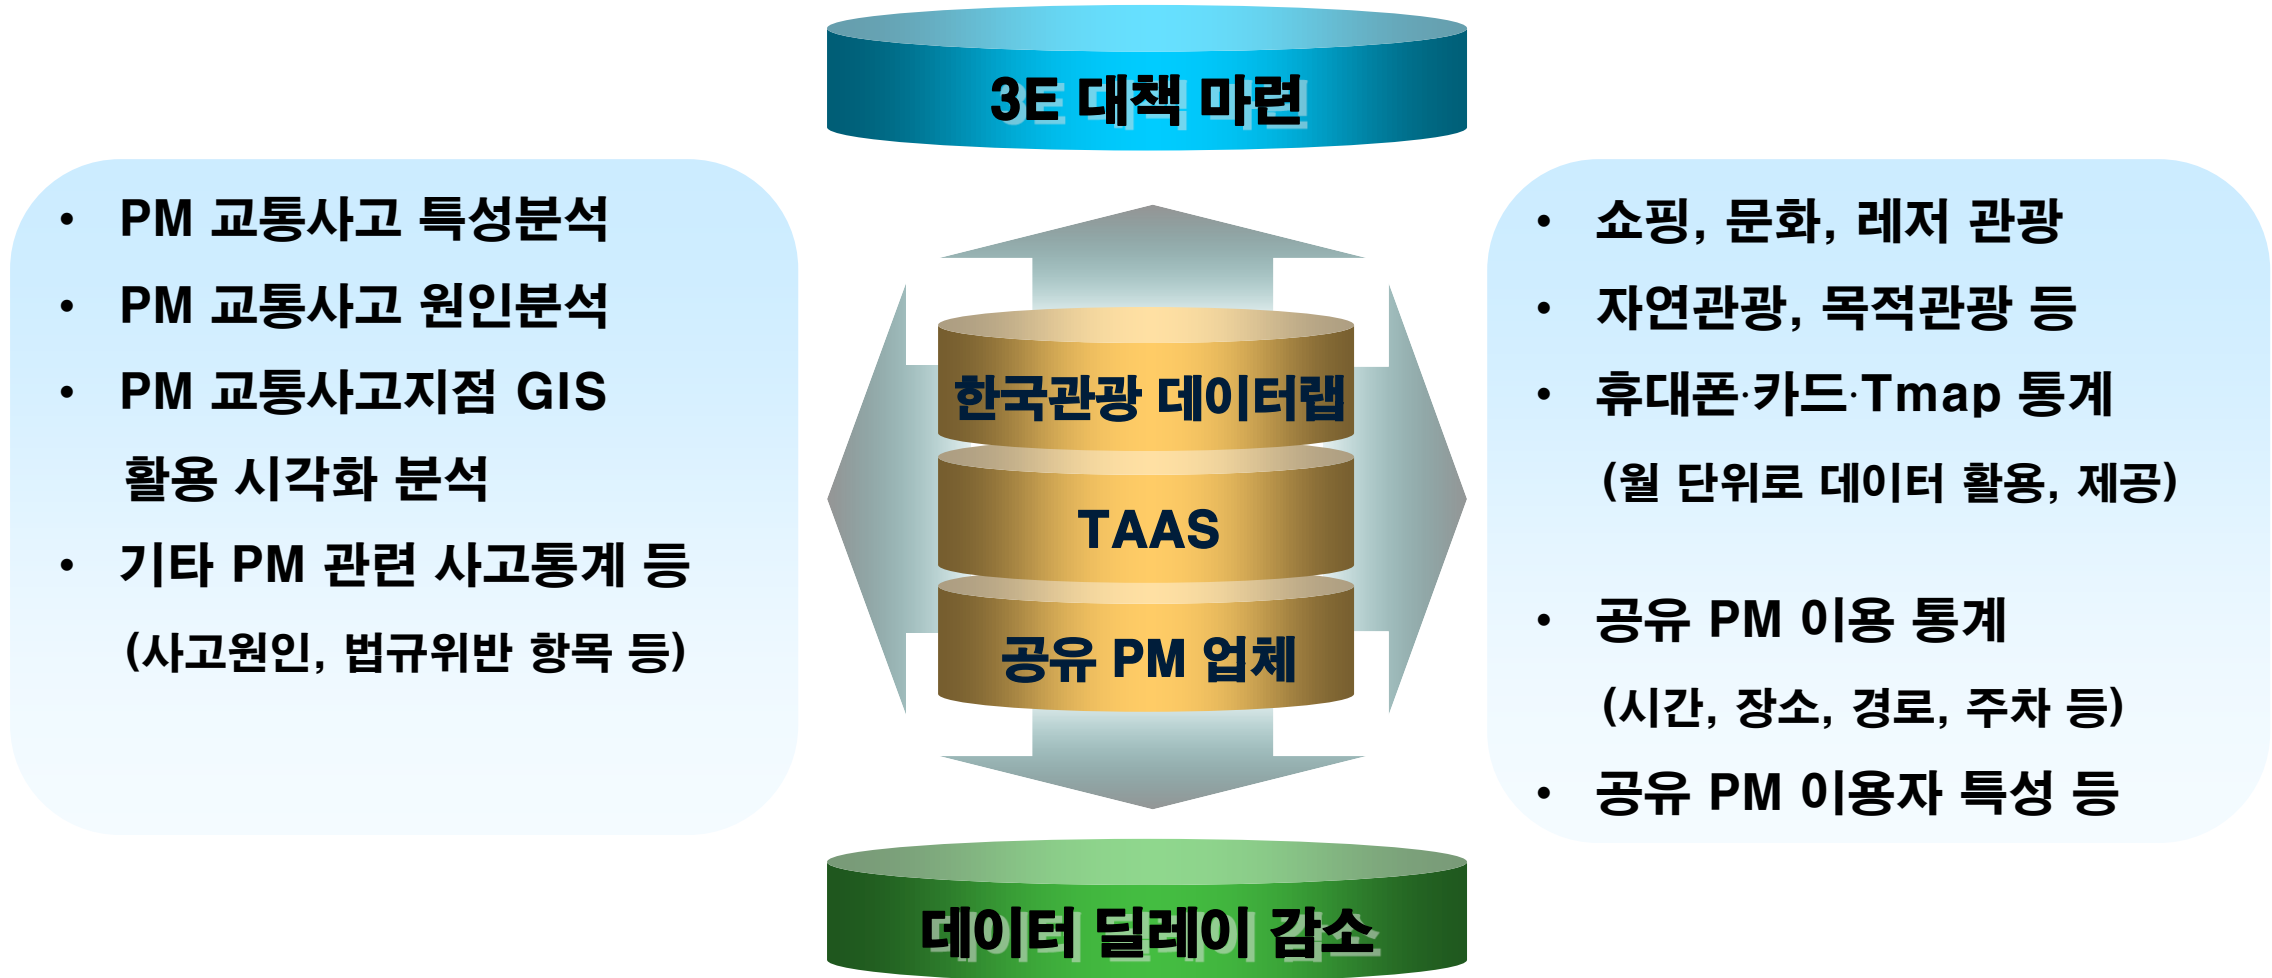 3E 대책 마련
• PM 교통사고 특성분석
• PM 교통사고 원인분석
• PM 교통사고지점 GIS
활용 시각화 분석
• 기타 PM 관련 사고통계 등
(사고원인, 법규위반 항목 등)
한국관광 데이터랩
TAAS
공유 PM 업체
• 쇼핑, 문화, 레저 관광
• 자연관광, 목적관광 등
• 휴대폰·카드·Tmap 통계
(월 단위로 데이터 활용, 제공)
• 공유 PM 이용 통계
(시간, 장소, 경로, 주차 등)
• 공유 PM 이용자 특성 등
데이터 딜레이 감소